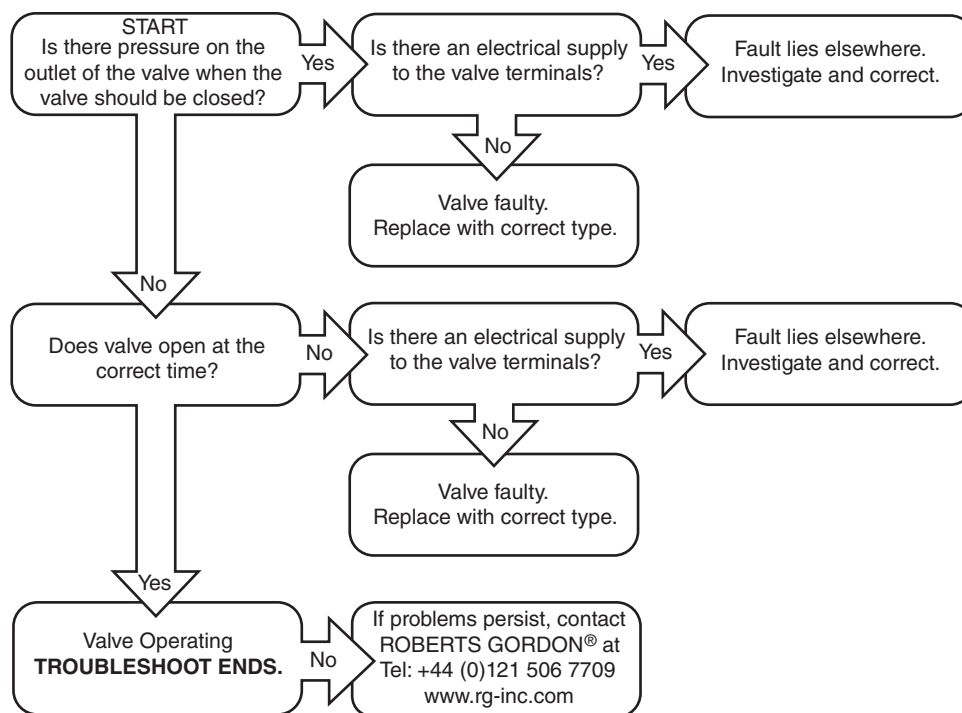 START
Is there pressure on the
outlet of the valve when the
valve should be closed?
Yes
Is there an electrical supply
to the valve terminals?
Yes
Fault lies elsewhere.
Investigate and correct.
No
Valve faulty.
Replace with correct type.
No
Does valve open at the
correct time?
No
Is there an electrical supply
to the valve terminals?
Yes
Fault lies elsewhere.
Investigate and correct.
No
Valve faulty.
Replace with correct type.
Yes
Valve Operating
TROUBLESHOOT ENDS.
No
If problems persist, contact
ROBERTS GORDON® at
Tel: +44 (0)121 506 7709
www.rg-inc.com